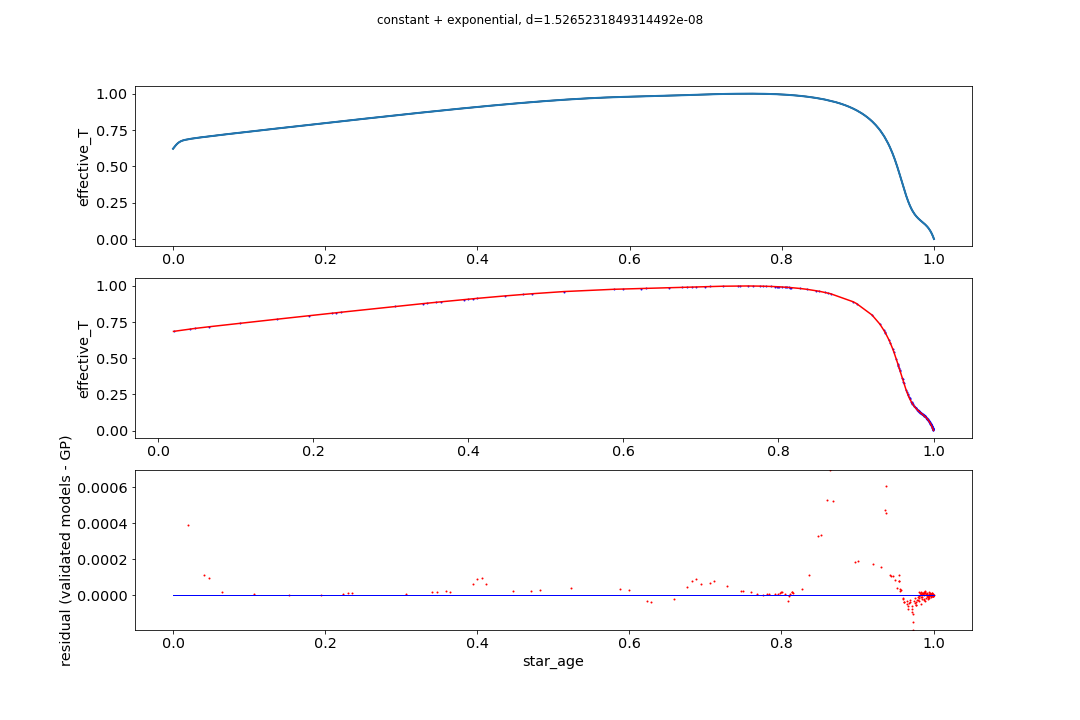 constant + exponential, d=1.5265231849314492e-08
1.00
0.75
0.50
0.25
0.00
effective_T
0.0 0.2 0.4 0.6 0.8 1.0
1.00
0.75
0.50
0.25
0.00
effective_T
0.0 0.2 0.4 0.6 0.8 1.0
0.0006
0.0004
0.0002
0.0000
residual (validated models - GP)
0.0 0.2 0.4 0.6 0.8 1.0
star_age